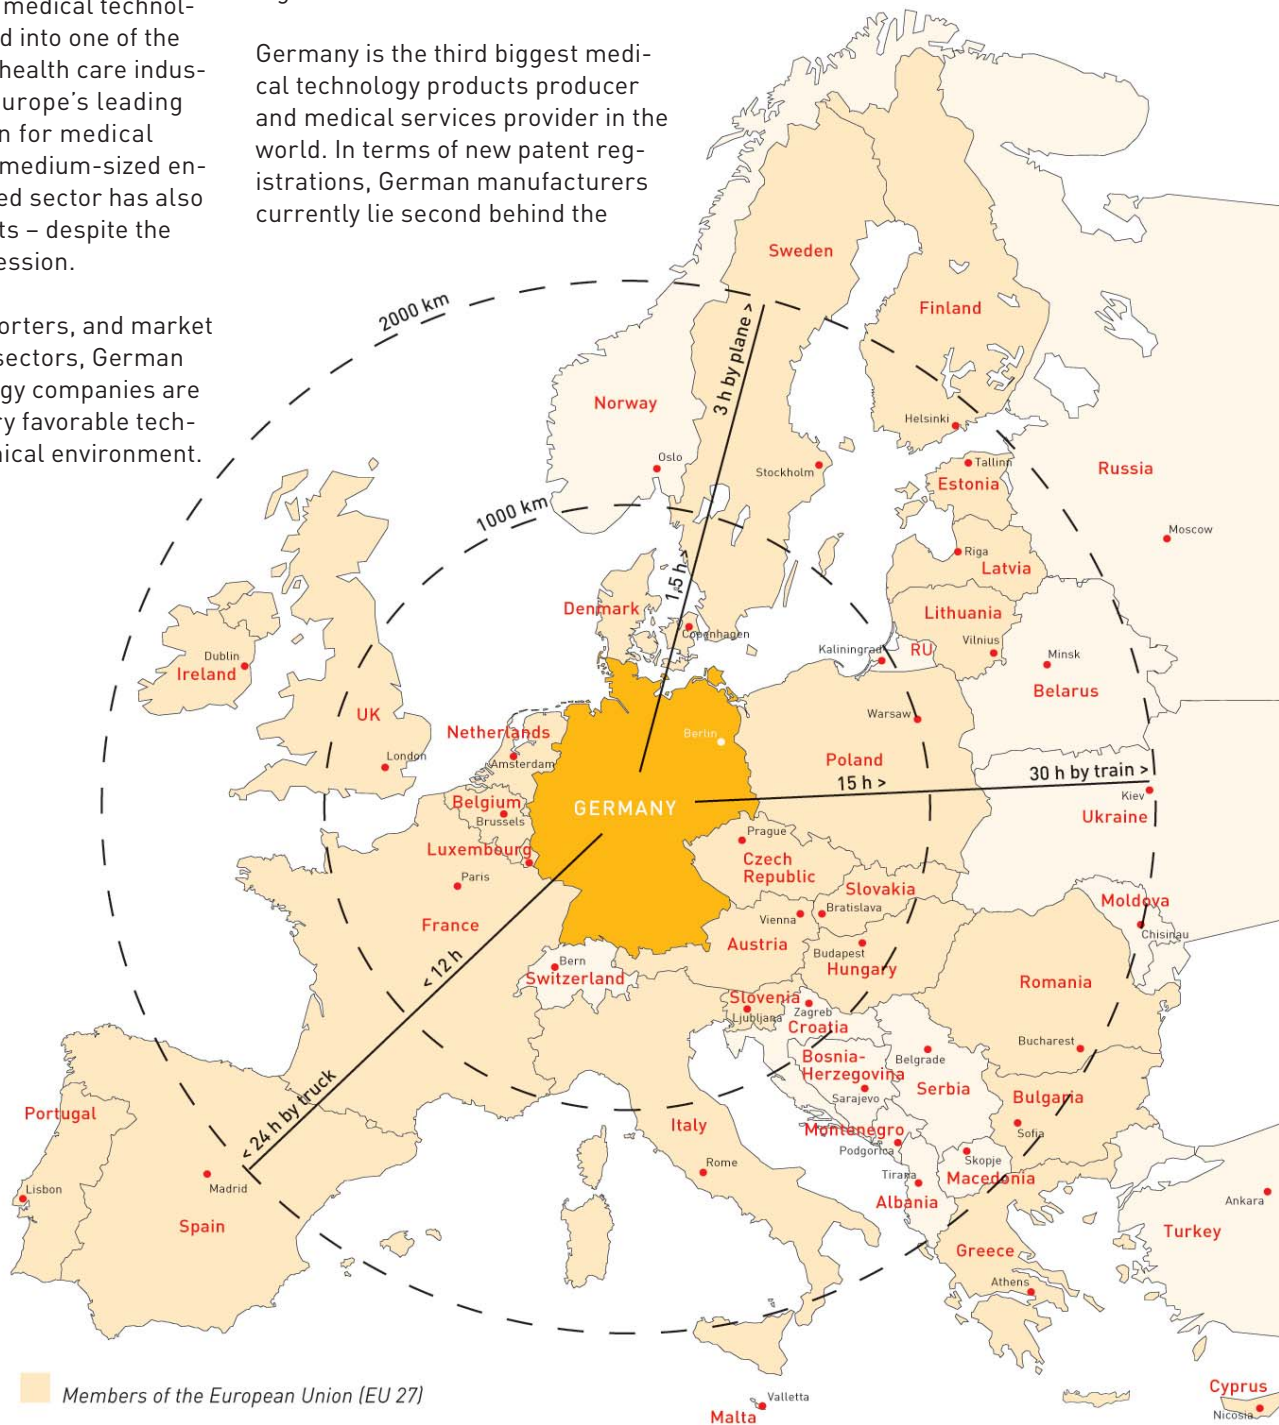 medical technol-
d into one of the
health care indus-
urope’s leading
n for medical
medium-sized en-
ed sector has also
ts – despite the
ession.
orters, and market
sectors, German
gy companies are
ry favorable tech-
nical environment.
Germany is the third biggest medi-
cal technology products producer
and medical services provider in the
world. In terms of new patent reg-
istrations, German manufacturers
currently lie second behind the
Sweden
Finland
2000 km
3 h by plane >
Norway
Helsinki
Oslo
Stockholm
Tallinn
Estonia
Russia
1000 km
Moscow
Riga
Latvia
1,5 h >
Denmark
Copenhagen
Lithuania
Vilnius
Kaliningrad
RU
Minsk
Belarus
Dublin
Ireland
UK
London
Netherlands
Amsterdam
Berlin
Warsaw
Poland
15 h >
30 h by train >
Kiev
Ukraine
GERMANY
Belgium
Brussels
Luxembourg
Paris
France
Prague
Czech
Republic
Slovakia
Bratislava
Vienna
Austria
Budapest
Hungary
Moldova
Chisinau
< 12 h
Bern
Switzerland
Romania
Slovenia
Ljubljana
Zagreb
Croatia
Bucharest
Bosnia-
Herzegovina
Sarajevo
Belgrade
Serbia
Bulgaria
Sofia
< 24 h by truck
Portugal
Lisbon
Madrid
Spain
Italy
Rome
Montenegro
Podgorica
Skopje
Macedonia
Tirana
Albania
Ankara
Turkey
Greece
Athens
Members of the European Union (EU 27)
Valletta
Malta
Cyprus
Nicosia